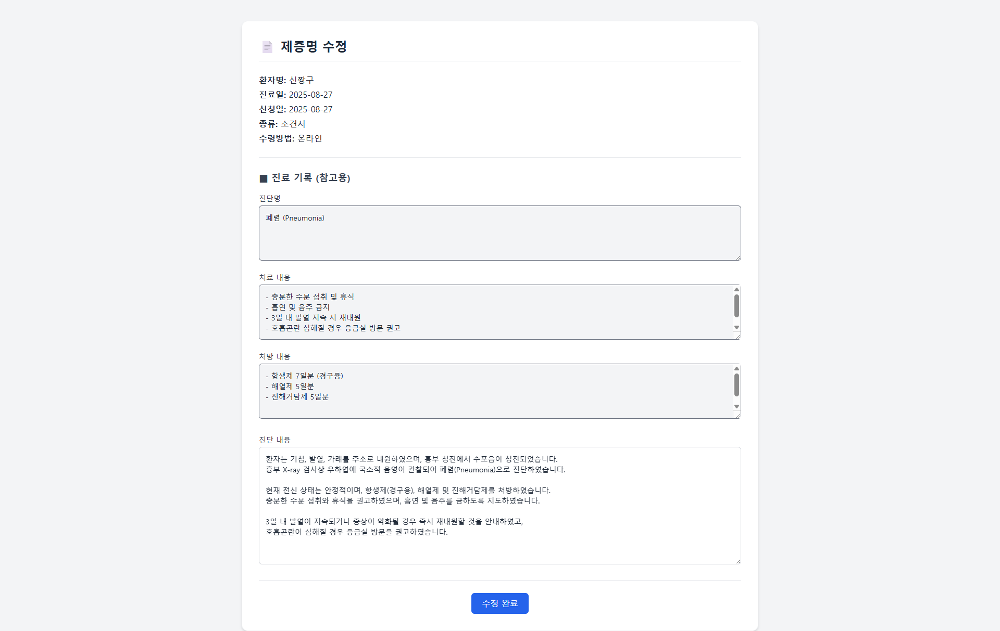 제증명 수정
환자명: 신짱구
진료일: 2025-08-27
신청일: 2025-08-27
종류: 소견서
수령방법: 온라인
■ 진료 기록 (참고용)
진단명
폐렴 (Pneumonia)
치료 내용
- 충분한 수분 섭취 및 휴식
- 흡연 및 음주 금지
- 3일 내 발열 지속 시 재내원
- 호흡곤란 심해질 경우 응급실 방문 권고
처방 내용
- 항생제 7일분 (경구용)
- 해열제 5일분
- 진해거담제 5일분
진단 내용
환자는 기침, 발열, 가래를 주소로 내원하였으며, 흉부 청진에서 수포음이 청진되었습니다.
흉부 X-ray 검사상 우하엽에 국소적 음영이 관찰되어 폐렴(Pneumonia)으로 진단하였습니다.
현재 전신 상태는 안정적이며, 항생제(경구용), 해열제 및 진해거담제를 처방하였습니다.
충분한 수분 섭취와 휴식을 권고하였으며, 흡연 및 음주를 금하도록 지도하였습니다.
3일 내 발열이 지속되거나 증상이 악화될 경우 즉시 재내원할 것을 안내하였고,
호흡곤란이 심해질 경우 응급실 방문을 권고하였습니다.
수정 완료